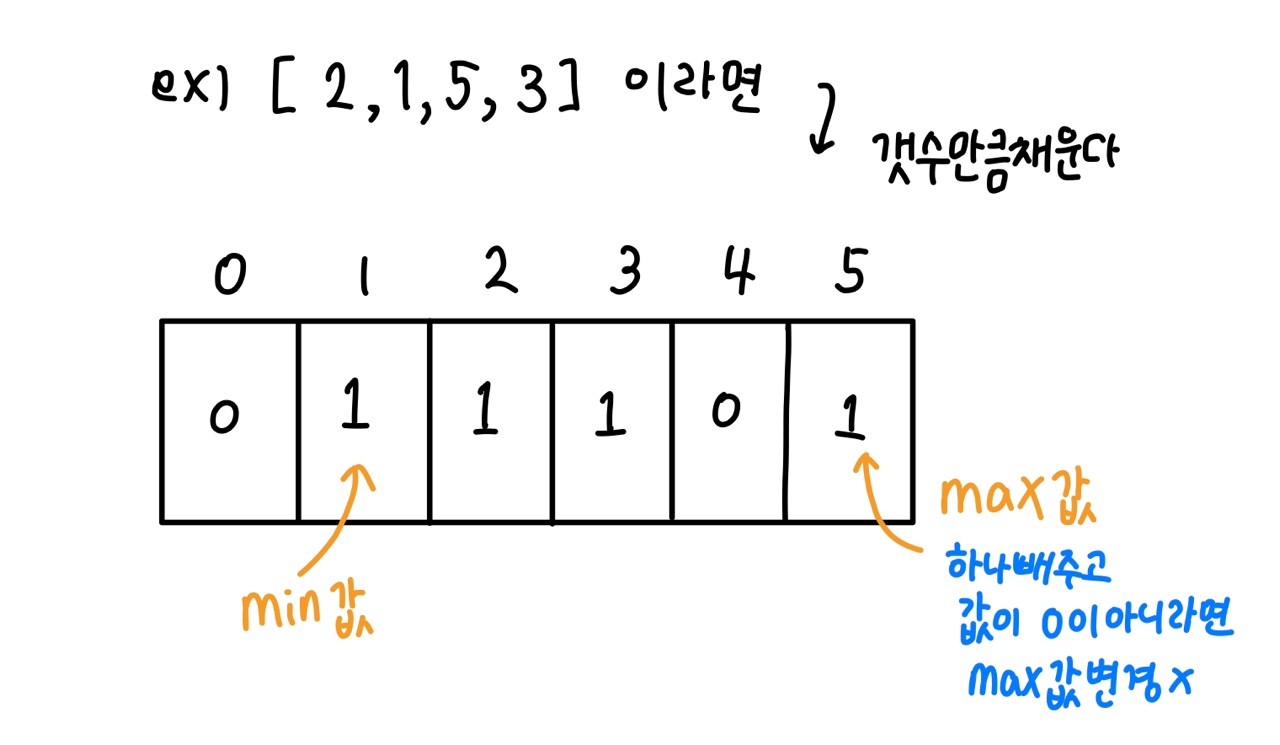 ex) [ 2, 1, 5, 3 ] 이라면
갯수만큼채운다
0 1 2 3 4 5
0 1 1 1 0 1
min값
max값
하나빼주고
값이 0이아니라면
max값변경x